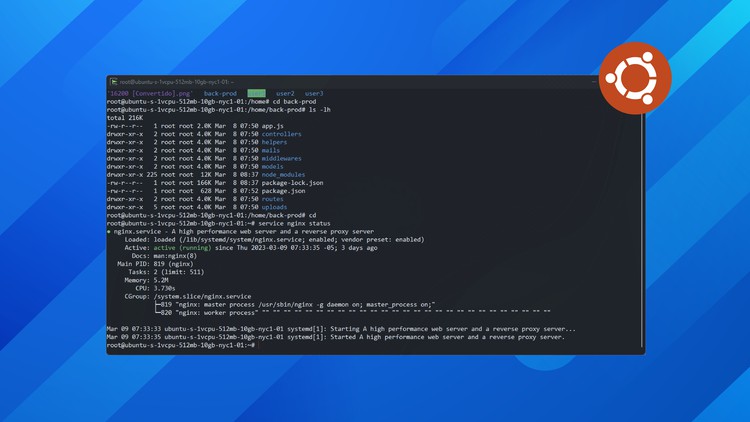 root@ubuntu-s-1vcpu-512mb-10gb-nyc1-01: ~
'16200 [Convertido].png' back-prod user2 user3
root@ubuntu-s-1vcpu-512mb-10gb-nyc1-01:/home# cd back-prod
root@ubuntu-s-1vcpu-512mb-10gb-nyc1-01:/home/back-prod# ls -lh
total 216K
-rw-r--r-- 1 root root 2.0K Mar 8 07:50 app.js
drwxr-xr-x 2 root root 4.0K Mar 8 07:50 controllers
drwxr-xr-x 2 root root 4.0K Mar 8 07:50 helpers
drwxr-xr-x 2 root root 4.0K Mar 8 07:50 mails
drwxr-xr-x 2 root root 4.0K Mar 8 07:50 middlewares
drwxr-xr-x 2 root root 4.0K Mar 8 07:50 models
drwxr-xr-x 225 root root 12K Mar 8 08:37 node_modules
-rw-r--r-- 1 root root 166K Mar 8 08:37 package-lock.json
-rw-r--r-- 1 root root 628 Mar 8 07:52 package.json
drwxr-xr-x 2 root root 4.0K Mar 8 07:50 routes
drwxr-xr-x 5 root root 4.0K Mar 8 07:50 uploads
root@ubuntu-s-1vcpu-512mb-10gb-nyc1-01:/home/back-prod# cd
root@ubuntu-s-1vcpu-512mb-10gb-nyc1-01:~# service nginx status
● nginx.service - A high performance web server and a reverse proxy server
Loaded: loaded (/lib/systemd/system/nginx.service; enabled; vendor preset: enabled)
Active: active (running) since Thu 2023-03-09 07:33:35 -05; 3 days ago
Docs: man:nginx(8)
Main PID: 819 (nginx)
Tasks: 2 (limit: 511)
Memory: 5.2M
CPU: 3.730s
CGroup: /system.slice/nginx.service
├─819 "nginx: master process /usr/sbin/nginx -g daemon on; master_process on;"
└─820 "nginx: worker process" "" "" "" "" "" "" "" "" "" "" "" "" "" "" "" "" "" "" "" "" "" "" "" "" "" "" ""
Mar 09 07:33:33 ubuntu-s-1vcpu-512mb-10gb-nyc1-01 systemd[1]: Starting A high performance web server and a reverse proxy server...
Mar 09 07:33:35 ubuntu-s-1vcpu-512mb-10gb-nyc1-01 systemd[1]: Started A high performance web server and a reverse proxy server.
root@ubuntu-s-1vcpu-512mb-10gb-nyc1-01:~#